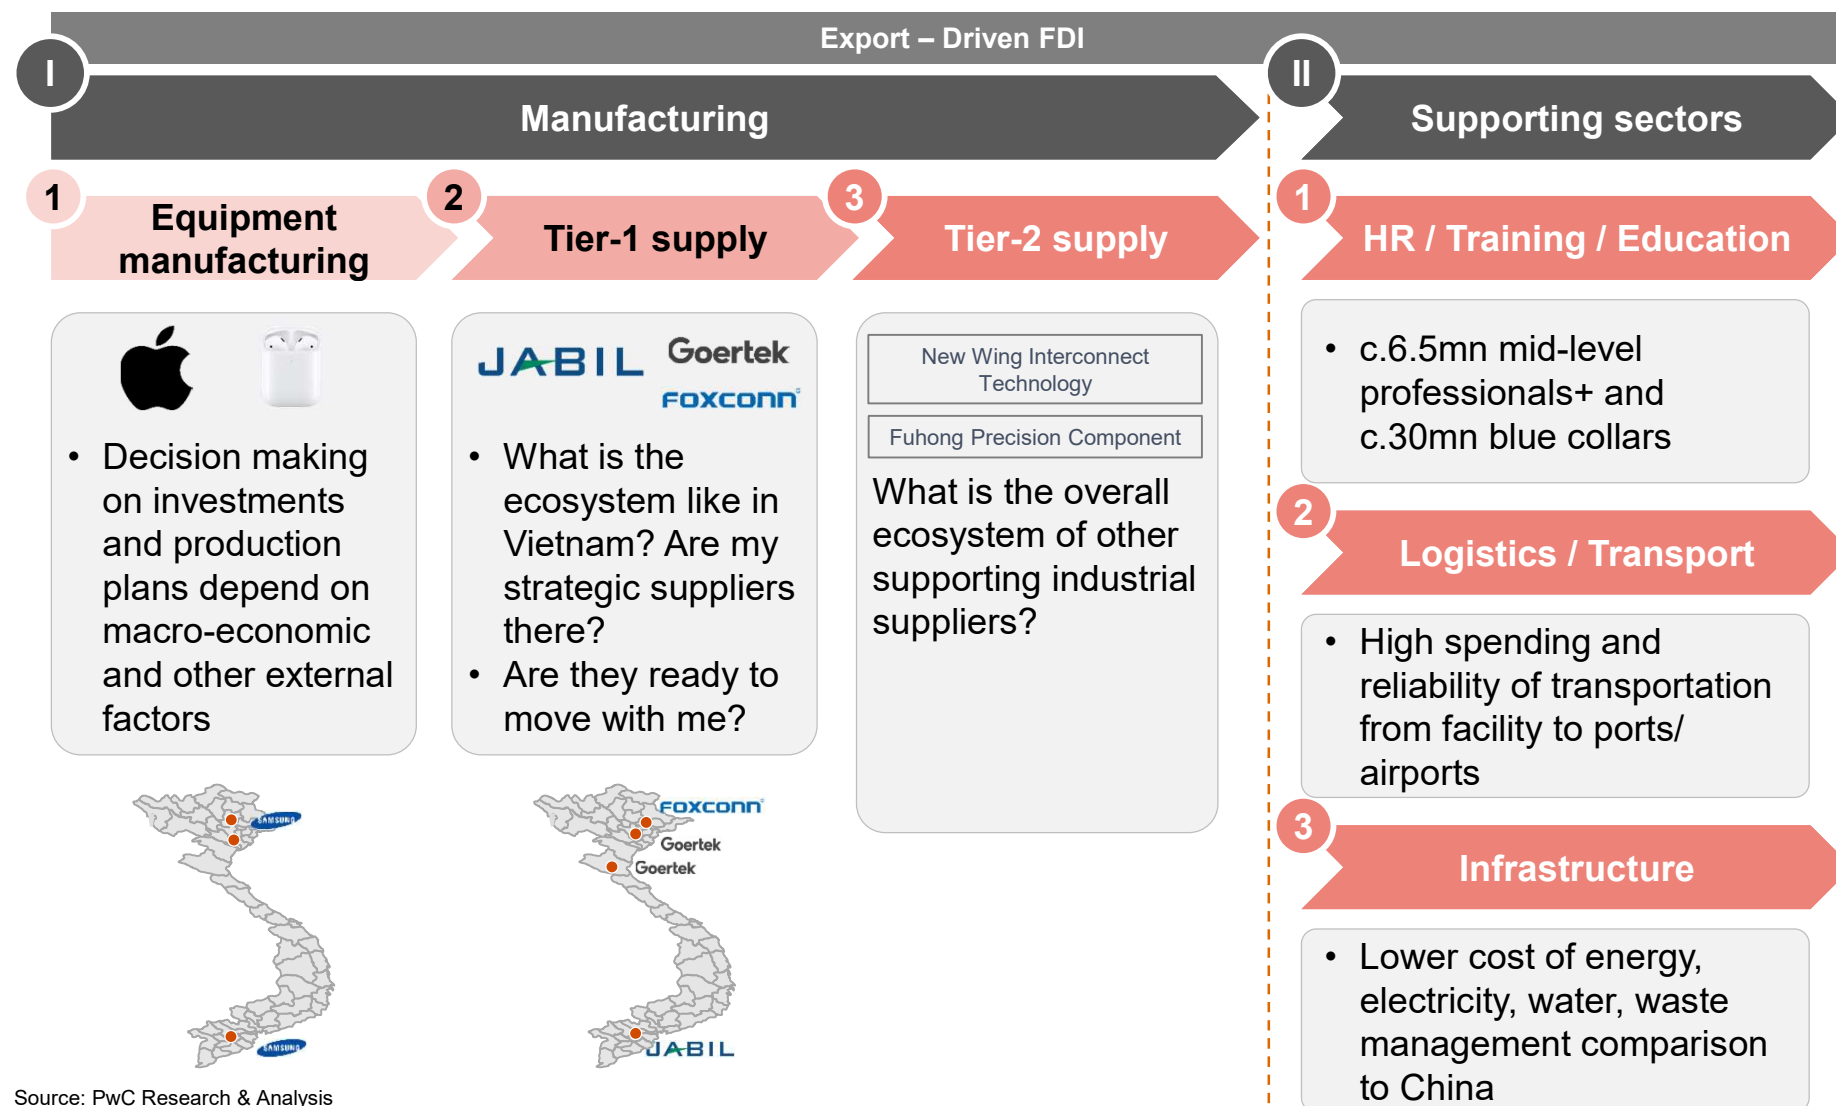 Export – Driven FDI
I
Manufacturing
II
Supporting sectors
1
Equipment
manufacturing
2
Tier-1 supply
3
Tier-2 supply
1
HR / Training / Education
• Decision making
on investments
and production
plans depend on
macro-economic
and other external
factors
JABIL
Goertek
FOXCONN
• What is the
ecosystem like in
Vietnam? Are my
strategic suppliers
there?
• Are they ready to
move with me?
New Wing Interconnect
Technology
Fuhong Precision Component
What is the overall
ecosystem of other
supporting industrial
suppliers?
• c.6.5mn mid-level
professionals+ and
c.30mn blue collars
2
Logistics / Transport
• High spending and
reliability of transportation
from facility to ports/
airports
3
Infrastructure
• Lower cost of energy,
electricity, water, waste
management comparison
to China
SAMSUNG
SAMSUNG
FOXCONN
Goertek
Goertek
JABIL
Source: PwC Research & Analysis